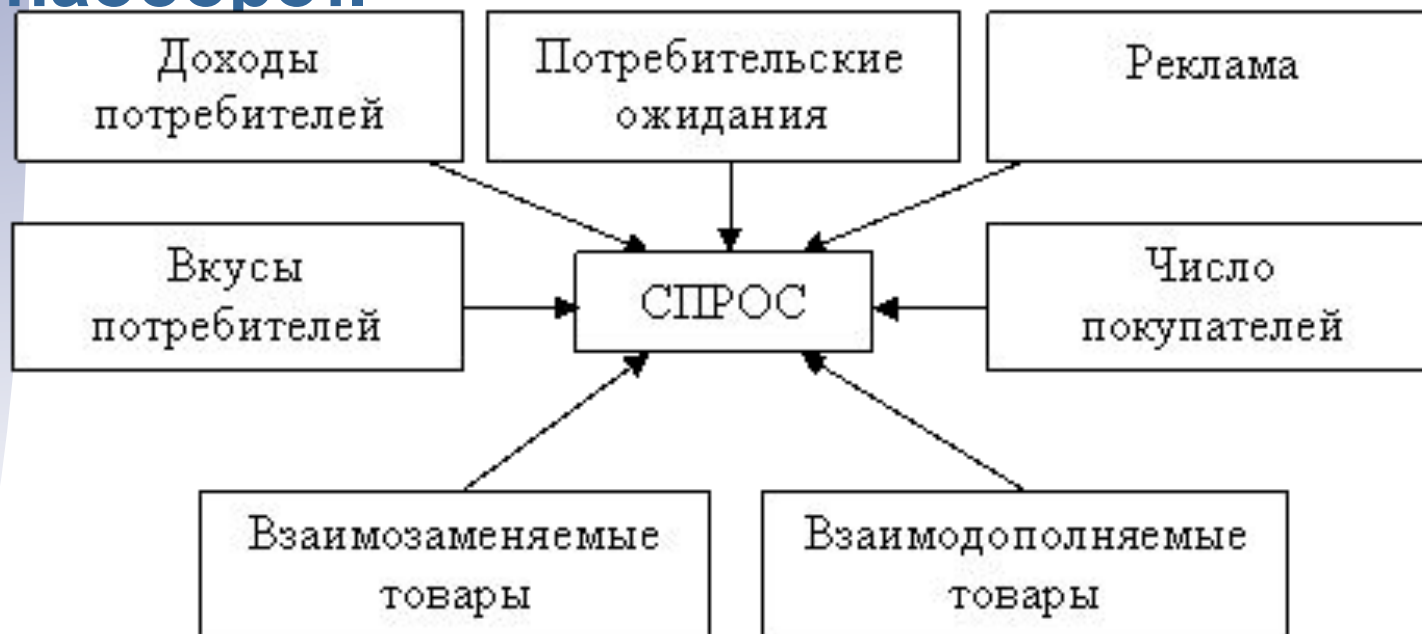 Доходы
потребителей
Потребительские
ожидания
Реклама
Вкусы
потребителей
СПРОС
Число
покупателей
Взаимозаменяемые
товары
Взаимодополняемые
товары